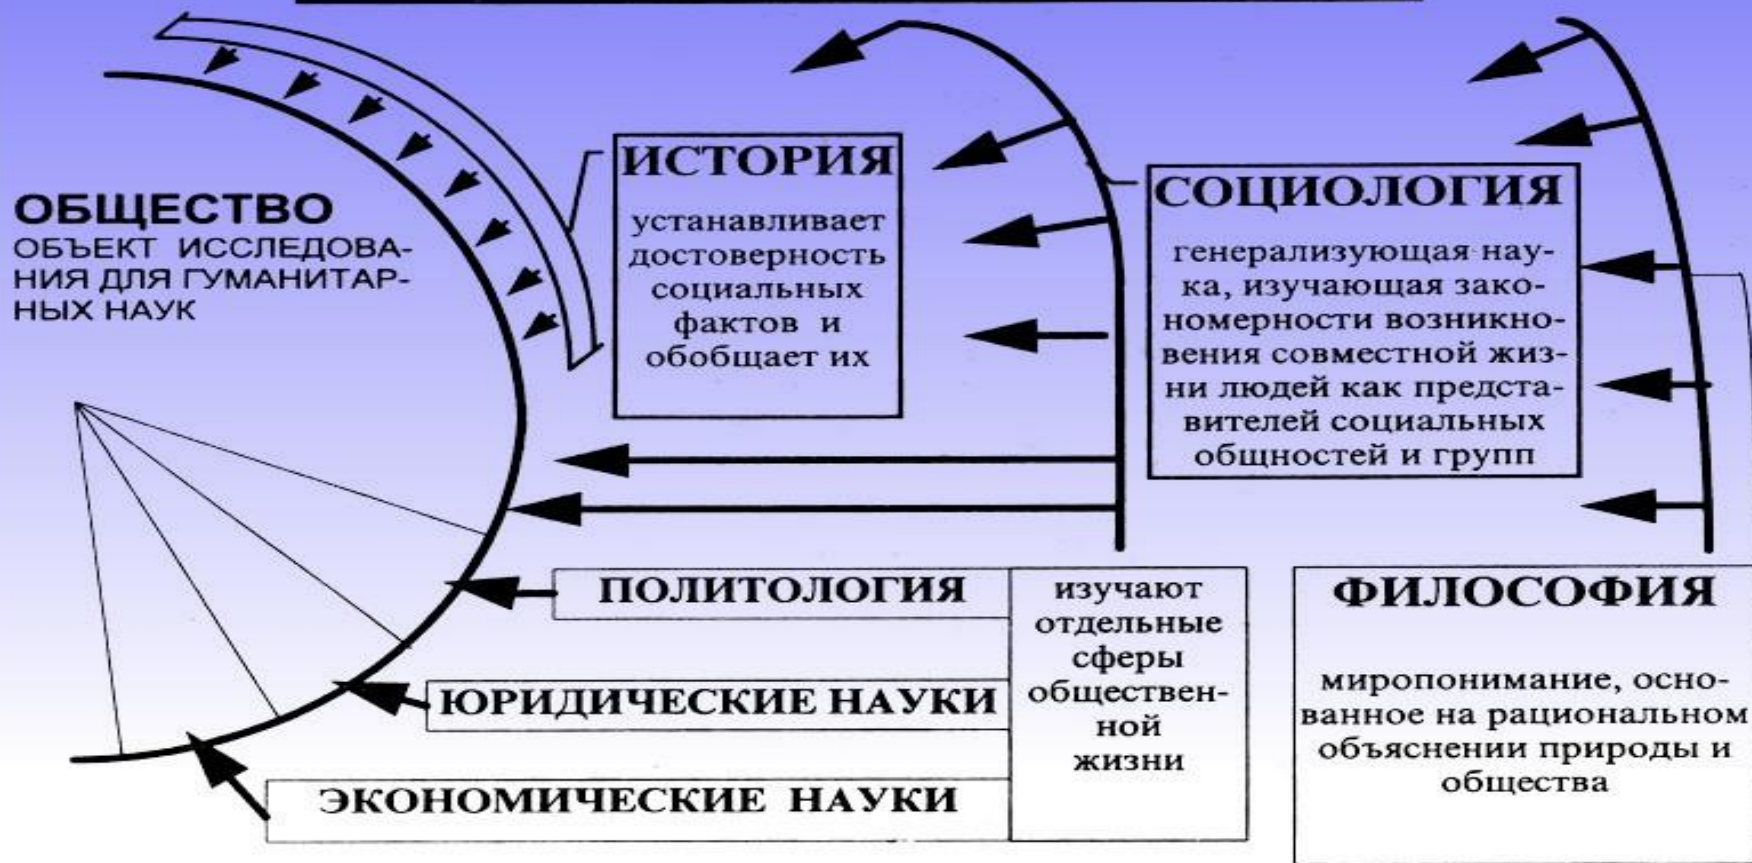 ОБЩЕСТВО
ОБЪЕКТ ИССЛЕДОВА-
НИЯ ДЛЯ ГУМАНИТАР-
НЫХ НАУК
ИСТОРИЯ
устанавливает
достоверность
социальных
фактов и
обобщает их
СОЦИОЛОГИЯ
генерализующая нау-
ка, изучающая зако-
номерности возникно-
вения совместной жиз-
ни людей как предста-
вителей социальных
общностей и групп
ПОЛИТОЛОГИЯ
ЮРИДИЧЕСКИЕ НАУКИ
ЭКОНОМИЧЕСКИЕ НАУКИ
изучают
отдельные
сферы
обществен-
ной
жизни
ФИЛОСОФИЯ
миропонимание, осно-
ванное на рациональном
объяснении природы и
общества